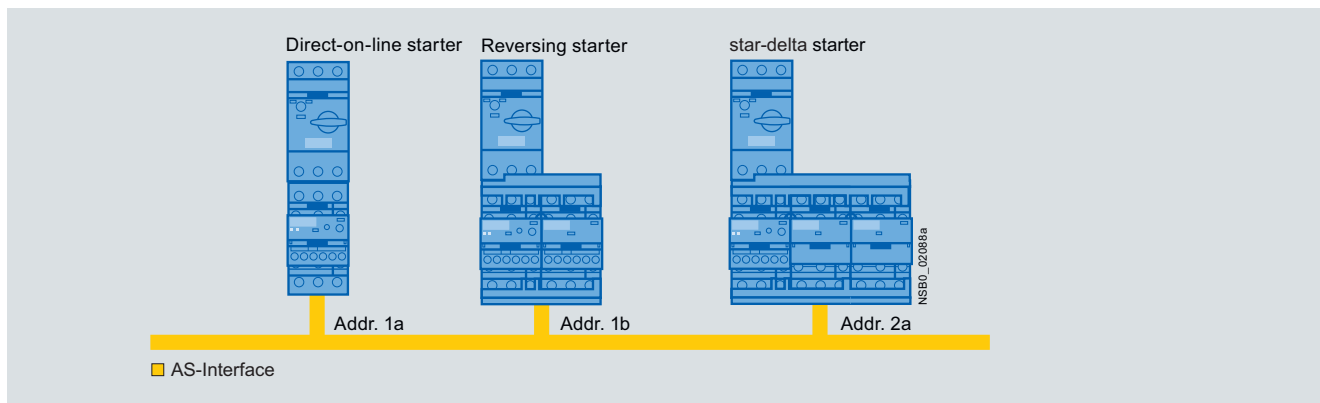 Direct-on-line starter
Reversing starter
star-delta starter
NSB0_02088a
Addr. 1a
Addr. 1b
Addr. 2a
AS-Interface